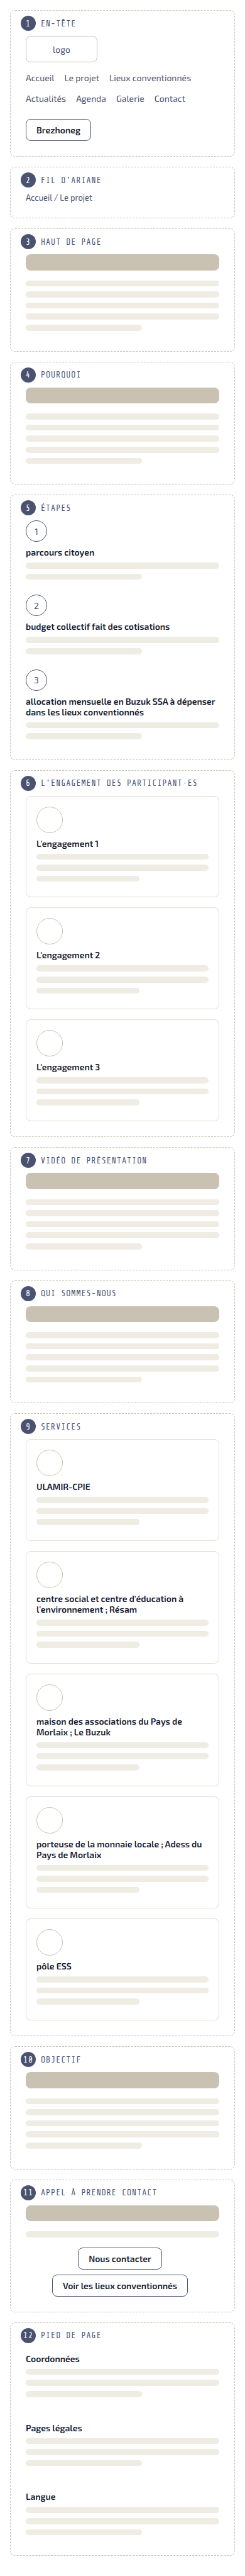 1 EN-TÊTE
logo
Accueil Le projet Lieux conventionnés
Actualités Agenda Galerie Contact
Brezhoneg
2 FIL D'ARIANE
Accueil / Le projet
3 HAUT DE PAGE
4 POURQUOI
5 ÉTAPES
1
parcours citoyen
2
budget collectif fait des cotisations
3
allocation mensuelle en Buzuk SSA à dépenser
dans les lieux conventionnés
6 L'ENGAGEMENT DES PARTICIPANT·ES
L'engagement 1
L'engagement 2
L'engagement 3
7 VIDÉO DE PRÉSENTATION
8 QUI SOMMES-NOUS
9 SERVICES
ULAMIR-CPIE
centre social et centre d'éducation à
l'environnement ; Résam
maison des associations du Pays de
Morlaix ; Le Buzuk
porteuse de la monnaie locale ; Adess du
Pays de Morlaix
pôle ESS
10 OBJECTIF
11 APPEL À PRENDRE CONTACT
Nous contacter
Voir les lieux conventionnés
12 PIED DE PAGE
Coordonnées
Pages légales
Langue